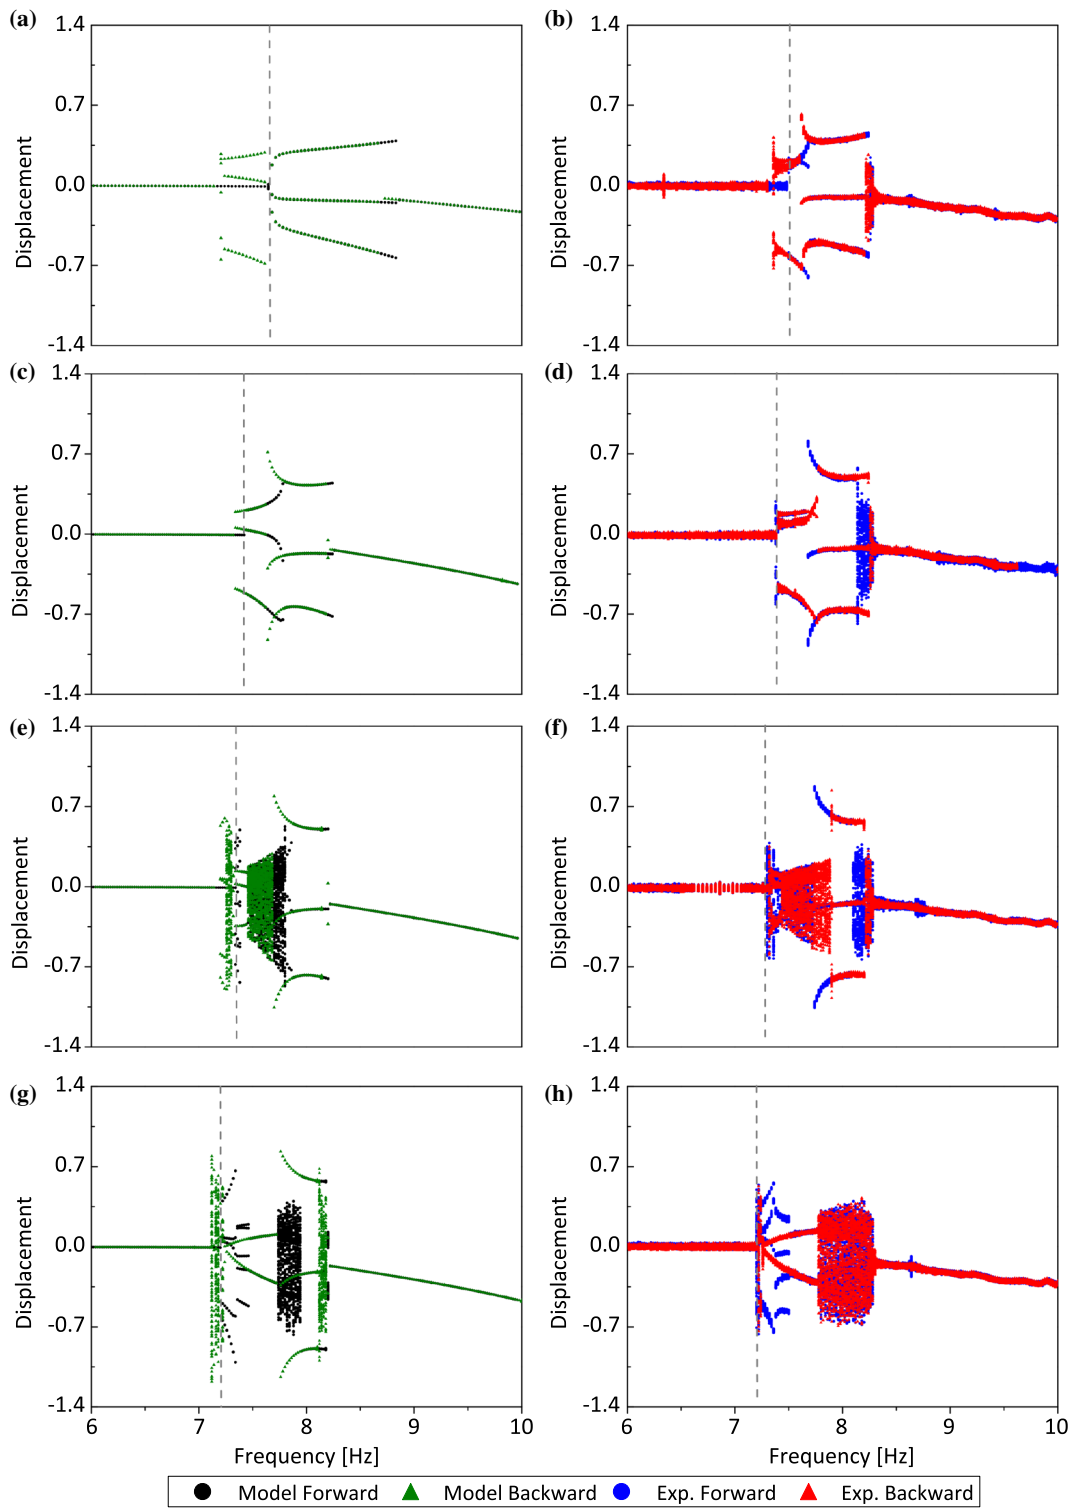 (a) (b)
1.4 1.4
0.7 0.7
0.0 0.0
-0.7 -0.7
-1.4 -1.4
Displacement Displacement
(c) (d)
1.4 1.4
0.7 0.7
0.0 0.0
-0.7 -0.7
-1.4 -1.4
Displacement Displacement
(e) (f)
1.4 1.4
0.7 0.7
0.0 0.0
-0.7 -0.7
-1.4 -1.4
Displacement Displacement
(g) (h)
1.4 1.4
0.7 0.7
0.0 0.0
-0.7 -0.7
-1.4 -1.4
Displacement Displacement
6 7 8 9 10 6 7 8 9 10
Frequency [Hz] Frequency [Hz]
Model Forward Model Backward Exp. Forward Exp. Backward